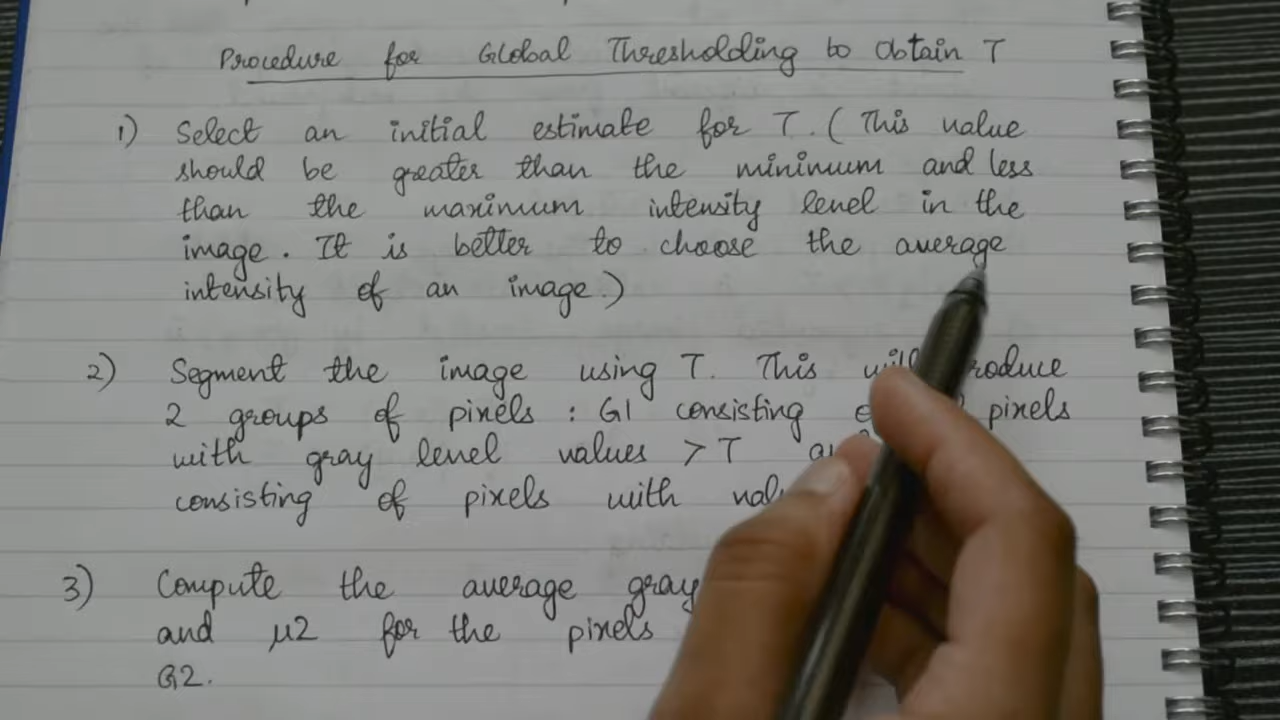 Procedure for Global Thresholding to Obtain T
1) Select an initial estimate for T. (This value
should be greater than the minimum and less
than the maximum intensity level in the
image. It is better to choose the average
intensity of an image.)
2) Segment the image using T. This will produce
2 groups of pixels : G1 consisting pixels
with gray level values > T
consisting of pixels with
3) Compute the average gray
and μ2 for the pixels
G2.